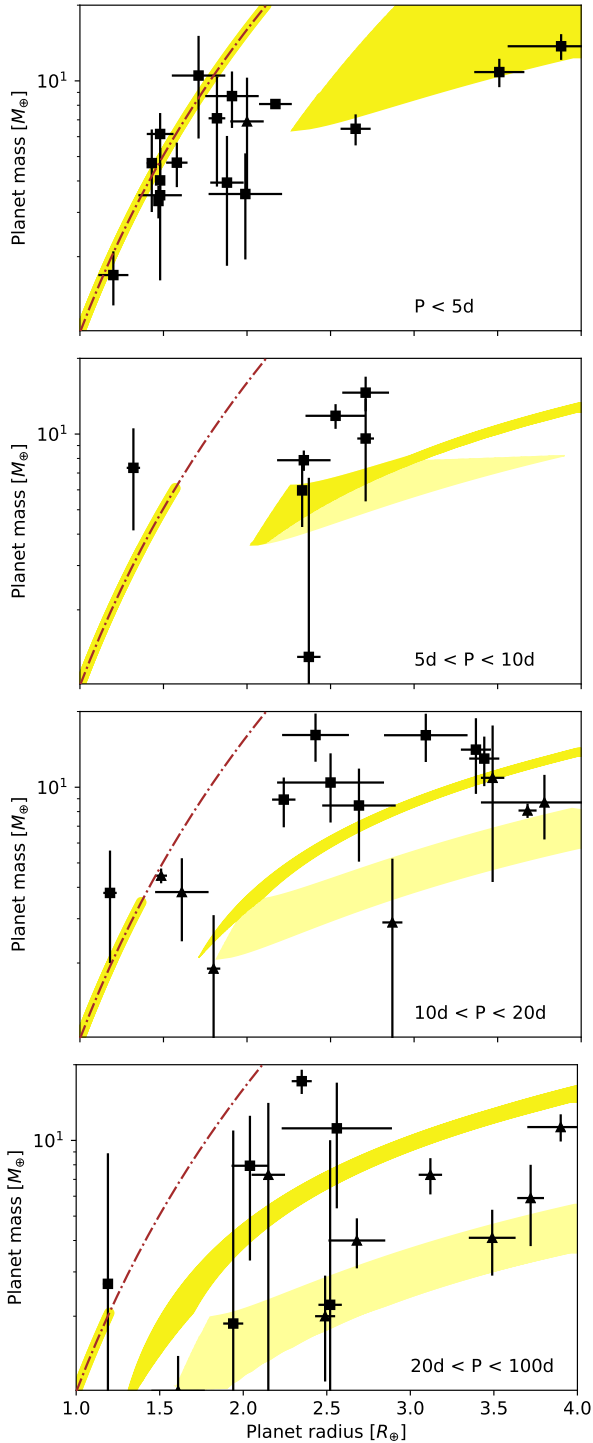 10¹
Planet mass [M⊕]
P < 5d
10¹
Planet mass [M⊕]
5d < P < 10d
10¹
Planet mass [M⊕]
10d < P < 20d
10¹
Planet mass [M⊕]
20d < P < 100d
1.0 1.5 2.0 2.5 3.0 3.5 4.0
Planet radius [R⊕]